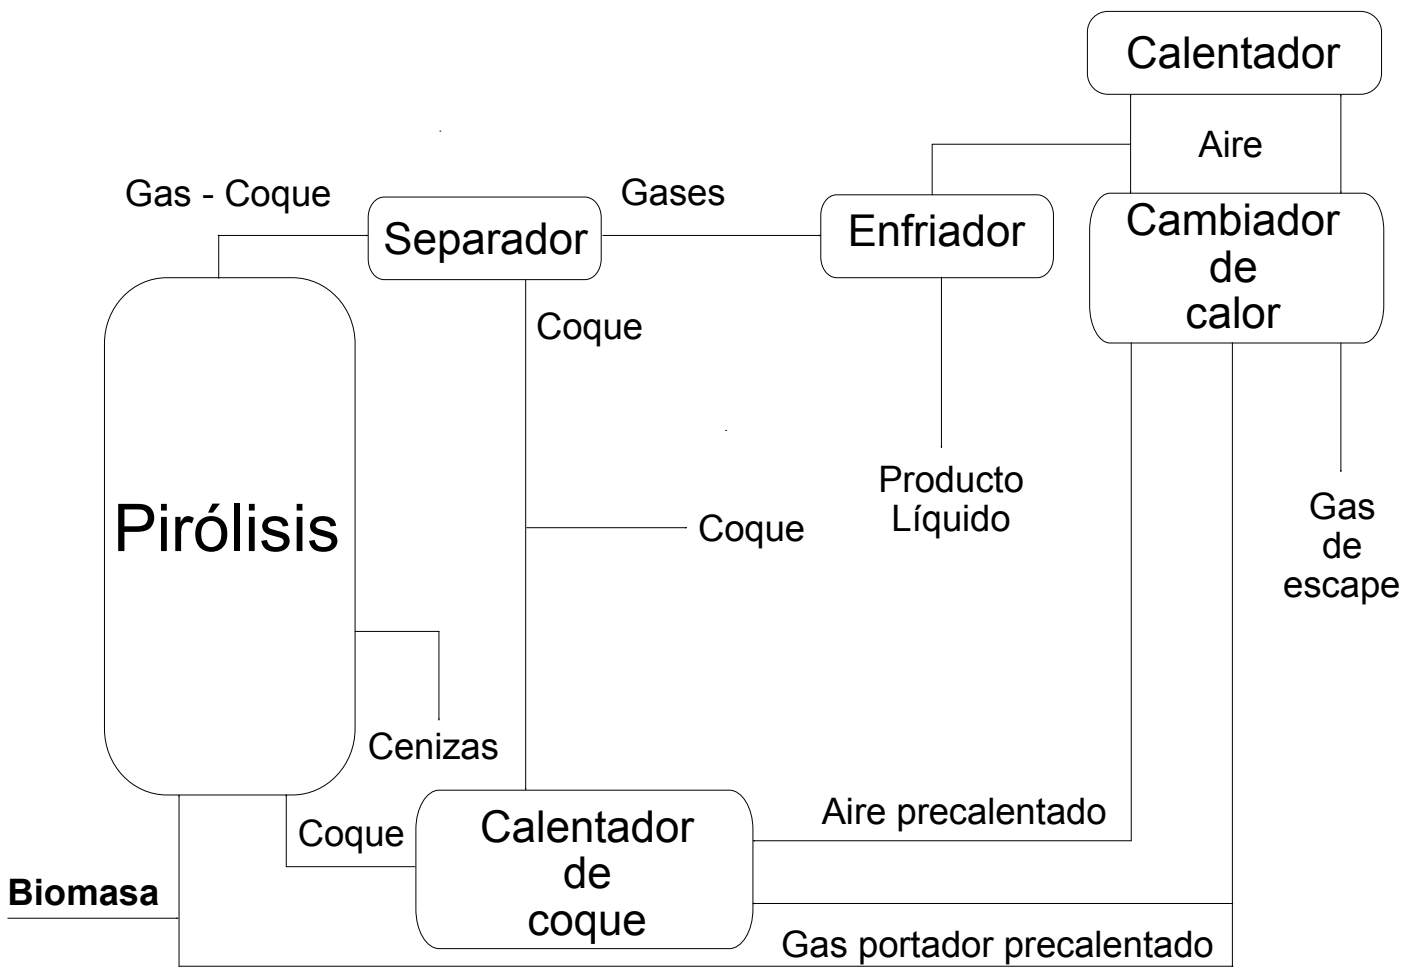 Calentador
Aire
Gas - Coque
Gases
Separador
Enfriador
Cambiador
de
calor
Coque
Producto
Líquido
Coque
Pirólisis
Gas
de
escape
Cenizas
Aire precalentado
Coque
Calentador
de
coque
Biomasa
Gas portador precalentado